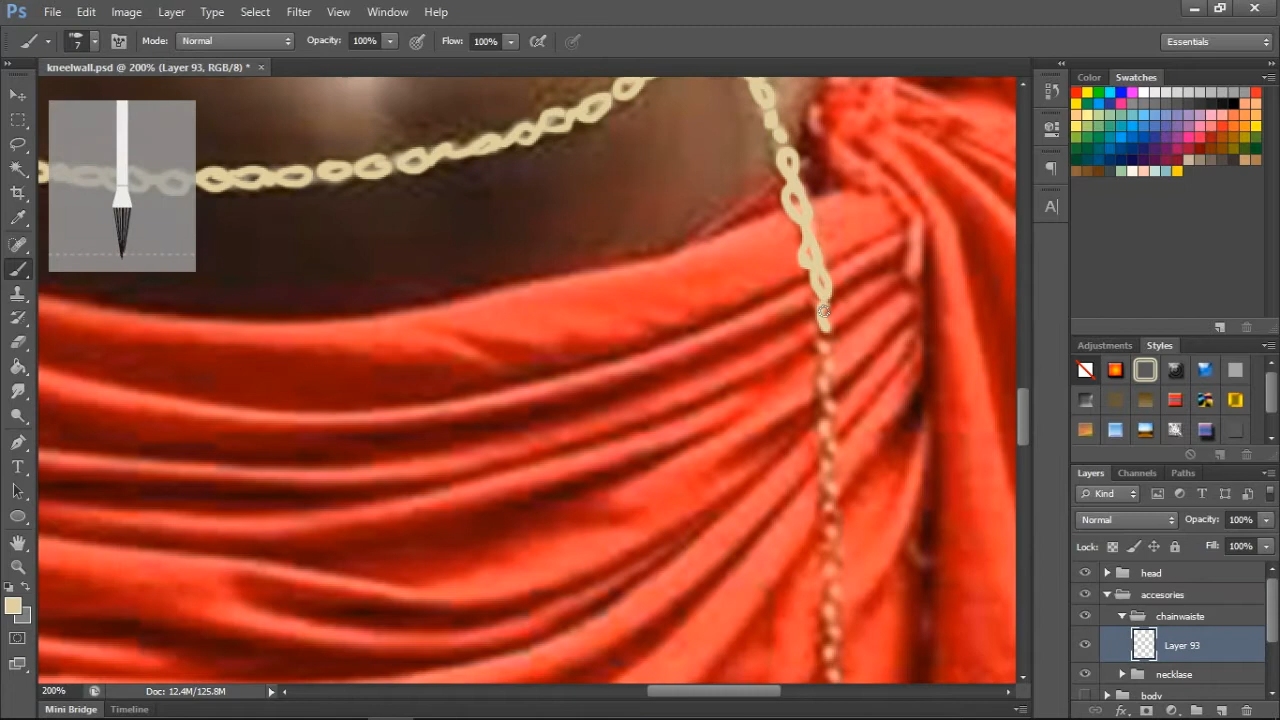 Ps File Edit Image Layer Type Select Filter View Window Help
7 Mode: Normal Opacity: 100% Flow: 100% Essentials
kneelwall.psd @ 200% (Layer 93, RGB/8) * ×
Color Swatches
A
Adjustments Styles
Layers Channels Paths
Kind
Normal Opacity: 100%
Lock: Fill: 100%
head
accesories
chainwaiste
Layer 93
necklase
body
200% Doc: 12.4M/125.8M
Mini Bridge Timeline